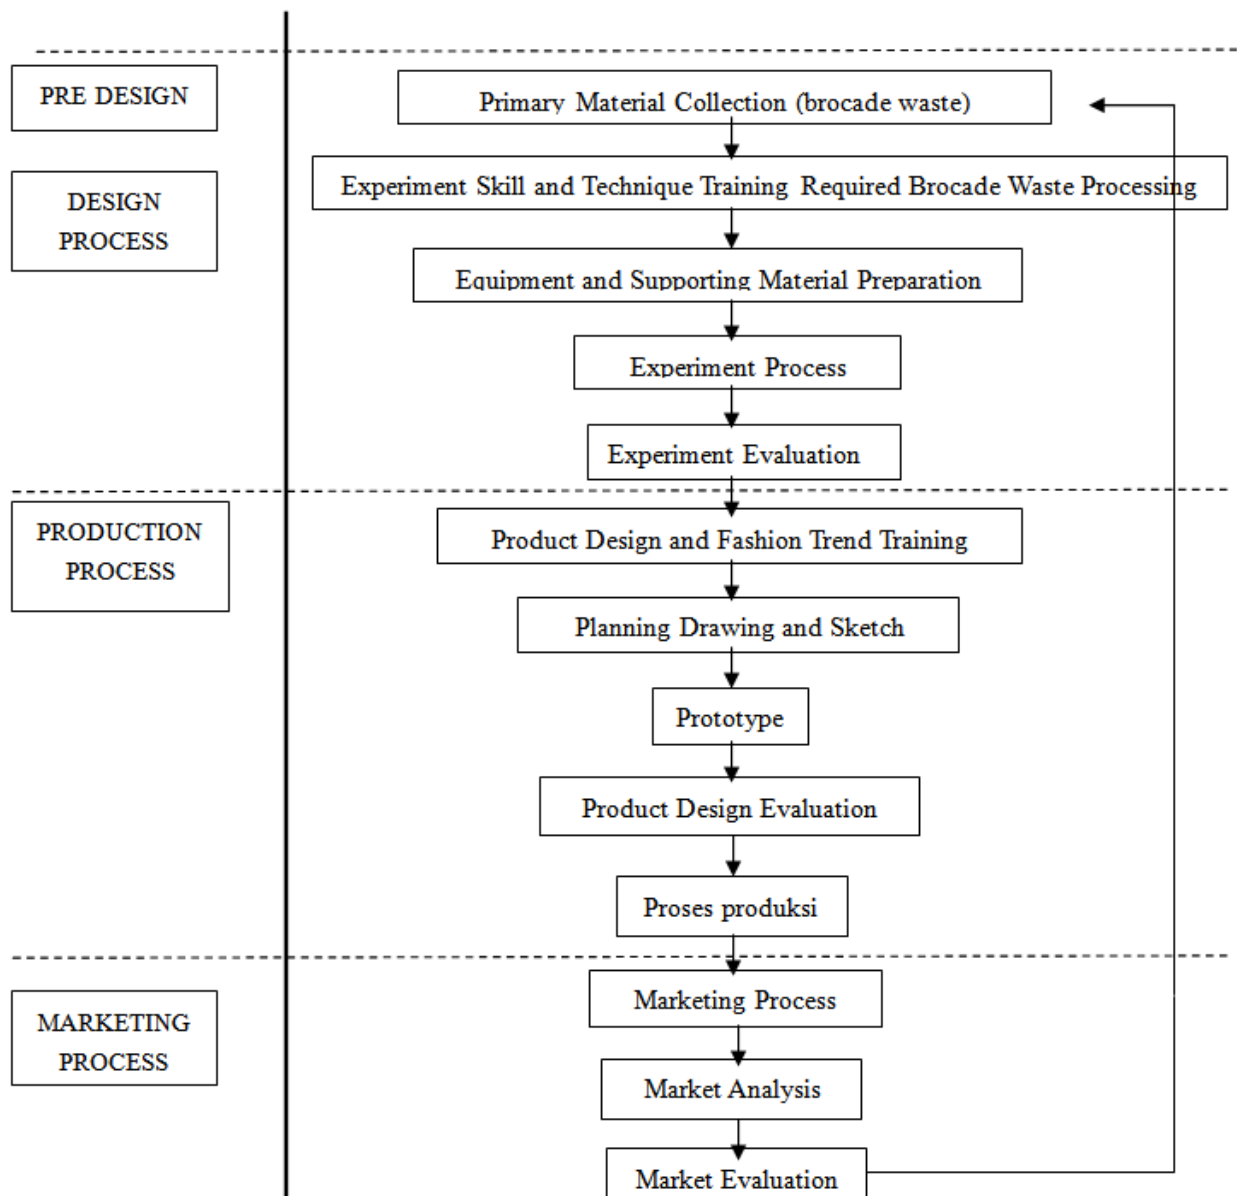 PRE DESIGN
Primary Material Collection (brocade waste)
DESIGN
PROCESS
Experiment Skill and Technique Training Required Brocade Waste Processing
Equipment and Supporting Material Preparation
Experiment Process
Experiment Evaluation
PRODUCTION
PROCESS
Product Design and Fashion Trend Training
Planning Drawing and Sketch
Prototype
Product Design Evaluation
Proses produksi
MARKETING
PROCESS
Marketing Process
Market Analysis
Market Evaluation